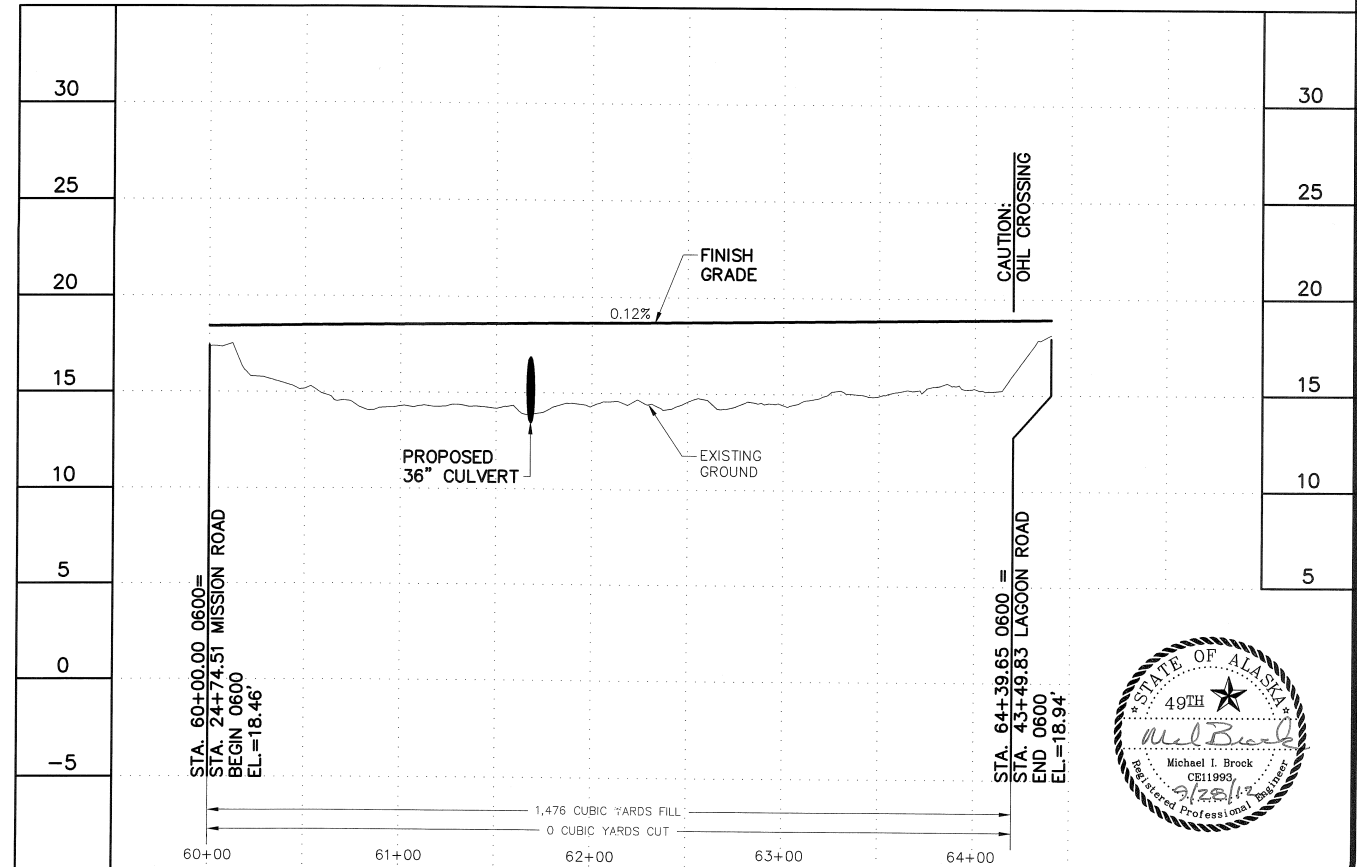 30
25
20
15
10
5
0
-5
30
25
20
15
10
5
CAUTION:
OHL CROSSING
FINISH
GRADE
0.12%
PROPOSED
36" CULVERT
EXISTING
GROUND
STA. 60+00.00 0600=
STA. 24+74.51 MISSION ROAD
BEGIN 0600
EL.=18.46'
STA. 64+39.65 0600 =
STA. 43+49.83 LAGOON ROAD
END 0600
EL.=18.94'
1,476 CUBIC YARDS FILL
0 CUBIC YARDS CUT
60+00
61+00
62+00
63+00
64+00
STATE OF ALASKA
49TH
Michael I. Brock
CE11993
9/28/12
Registered Professional Engineer